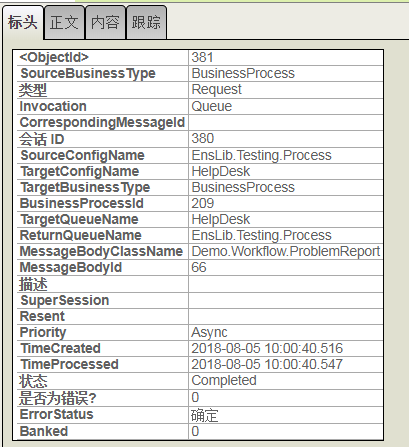 标头 正文 内容 跟踪
<ObjectId> 381
SourceBusinessType BusinessProcess
类型 Request
Invocation Queue
CorrespondingMessageId
会话 ID 380
SourceConfigName EnsLib.Testing.Process
TargetConfigName HelpDesk
TargetBusinessType BusinessProcess
BusinessProcessId 209
TargetQueueName HelpDesk
ReturnQueueName EnsLib.Testing.Process
MessageBodyClassName Demo.Workflow.ProblemReport
MessageBodyId 66
描述
SuperSession
Resent
Priority Async
TimeCreated 2018-08-05 10:00:40.516
TimeProcessed 2018-08-05 10:00:40.547
状态 Completed
是否为错误? 0
ErrorStatus 确定
Banked 0